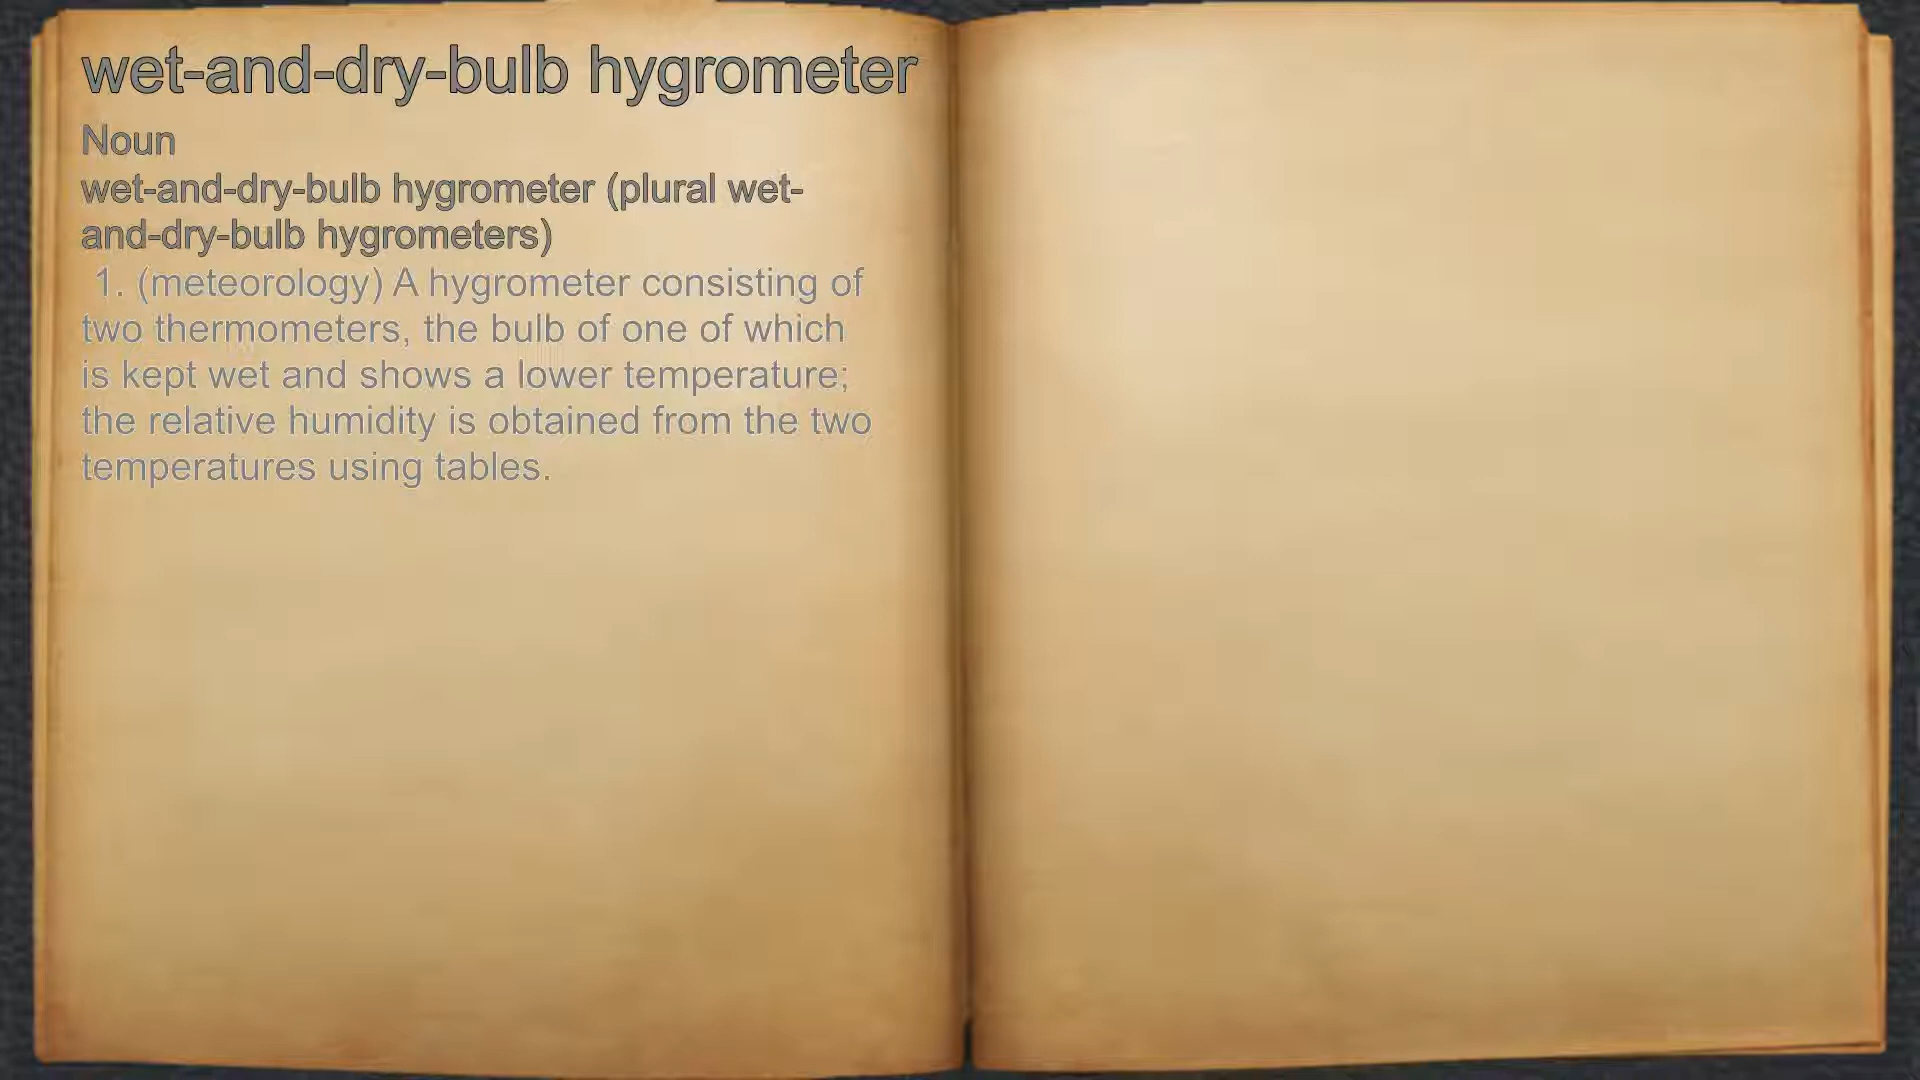 wet-and-dry-bulb hygrometer
Noun
wet-and-dry-bulb hygrometer (plural wet-
and-dry-bulb hygrometers)
1. (meteorology) A hygrometer consisting of
two thermometers, the bulb of one of which
is kept wet and shows a lower temperature;
the relative humidity is obtained from the two
temperatures using tables.